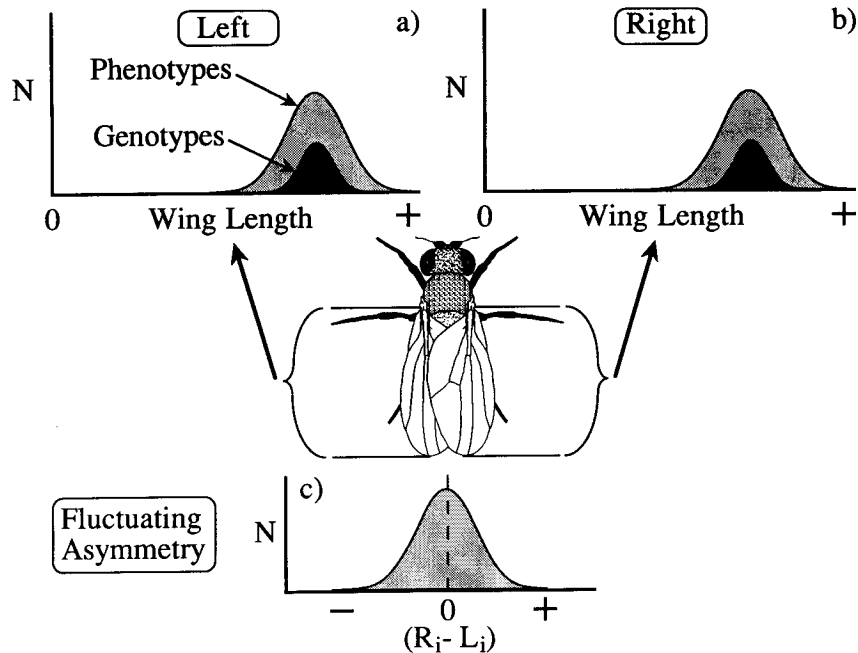 Left
a)
Phenotypes
N
Genotypes
0
Wing Length
+
Right
b)
N
0
Wing Length
+
Fluctuating
Asymmetry
c)
N
− 0 +
(Ri - Li)